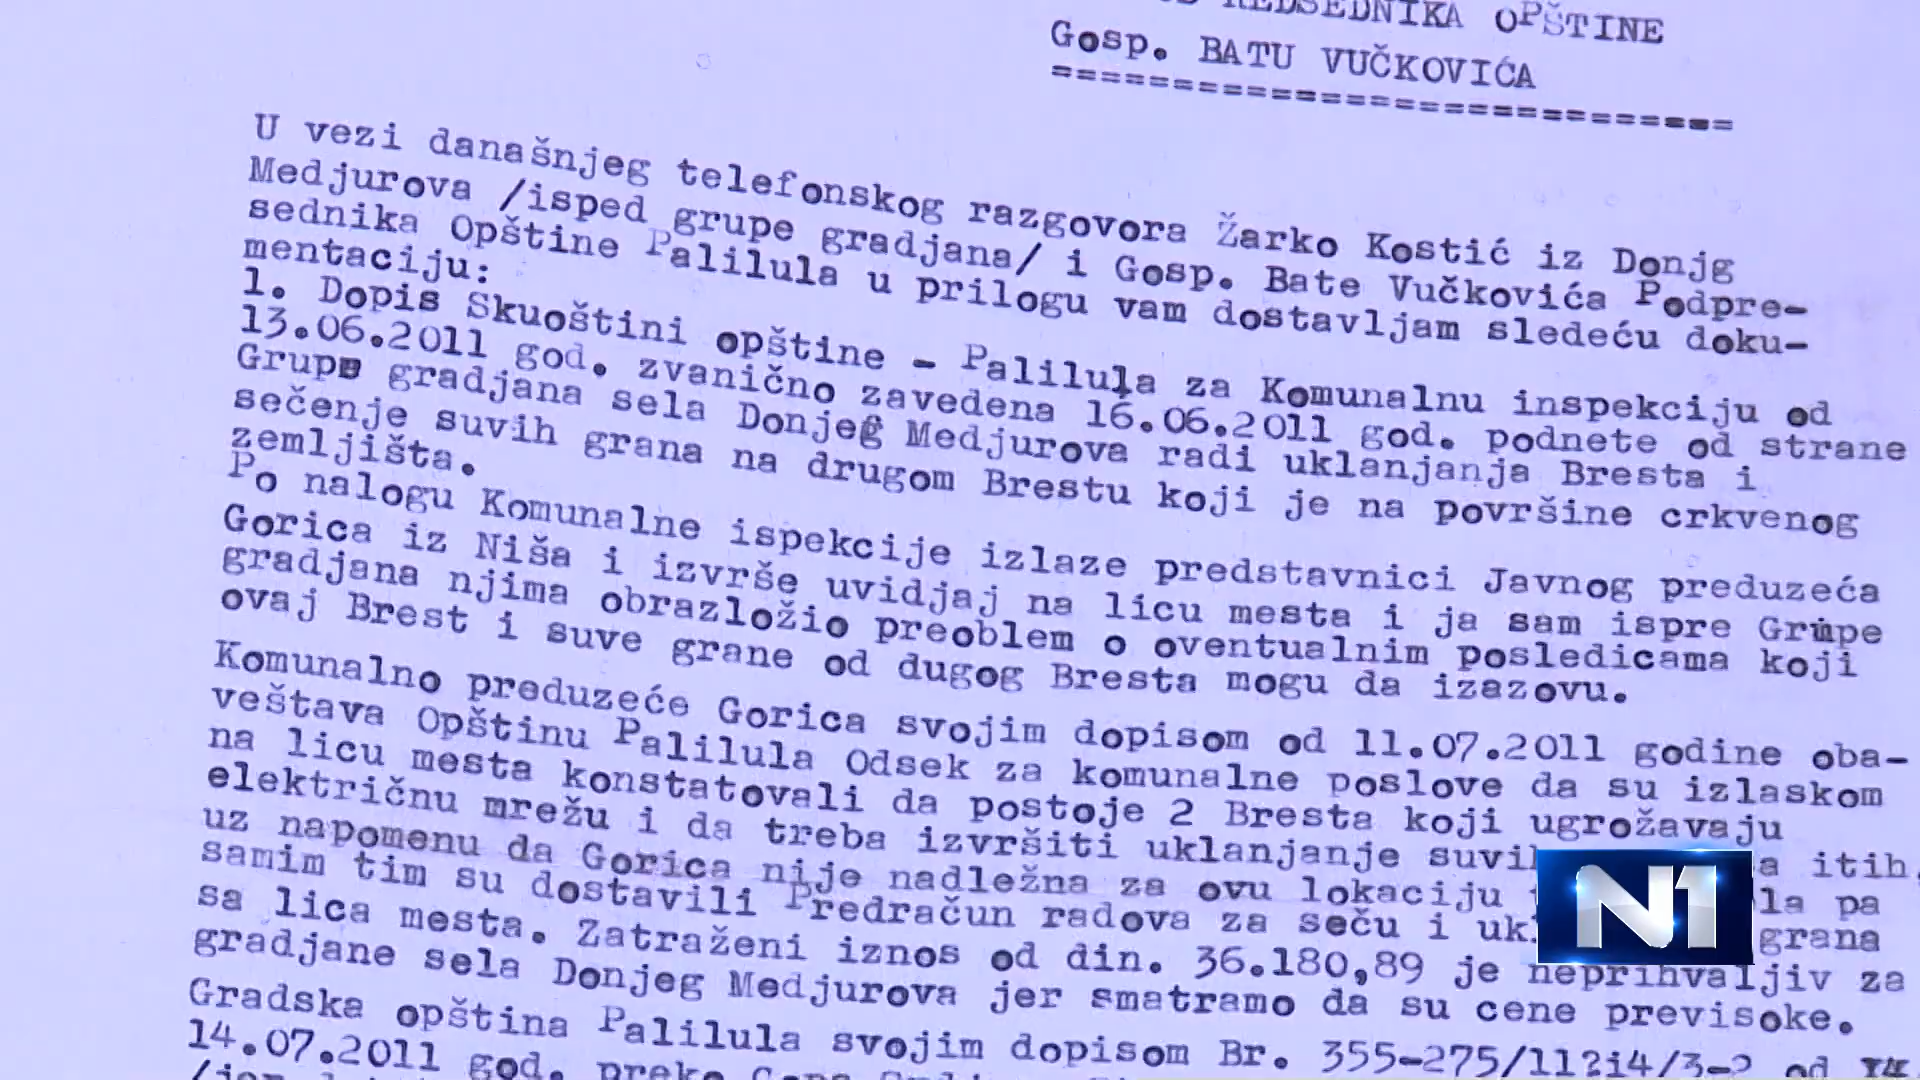 OPŠTINE
Gosp. BATU VUČKOVIĆA
==========================
U vezi današnjeg telefonskog razgovora Žarko Kostić iz Donjg
Medjurova /isped grupe gradjana/ i Gosp. Bate Vučkovića Podpre-
sednika Opštine Palilula u prilogu vam dostavljam sledeću doku-
mentaciju:
1. Dopis Skuoštini opštine - Palilula za Komunalnu inspekciju od
13.06.2011 god. zvanično zavedena 16.06.2011 god. podnete od strane
Grupe gradjana sela Donjeg Medjurova radi uklanjanja Bresta i
sečenje suvih grana na drugom Brestu koji je na površine crkvenog
zemljišta.
Po nalogu Komunalne ispekcije izlaze predstavnici Javnog preduzeća
Gorica iz Niša i izvrše uvidjaj na licu mesta i ja sam ispre Grupe
gradjana njima obrazložio preoblem o oventualnim posledicama koji
ovaj Brest i suve grane od dugog Bresta mogu da izazovu.
Komunalno preduzeće Gorica svojim dopisom od 11.07.2011 godine oba-
veštava Opštinu Palilula Odsek za komunalne poslove da su izlaskom
na licu mesta konstatovali da postoje 2 Bresta koji ugrožavaju
električnu mrežu i da treba izvršiti uklanjanje a itih
uz napomenu da Gorica nije nadležna za ovu lokaciju pa
samim tim su dostavili Predračun radova za seču i grana
sa lica mesta. Zatraženi iznos od din. 36.180,89 je neprihvaljiv za
gradjane sela Donjeg Medjurova jer smatramo da su cene previsoke.
Gradska opština Palilula svojim dopisom Br. od
14.07.2011 god. preko
N1